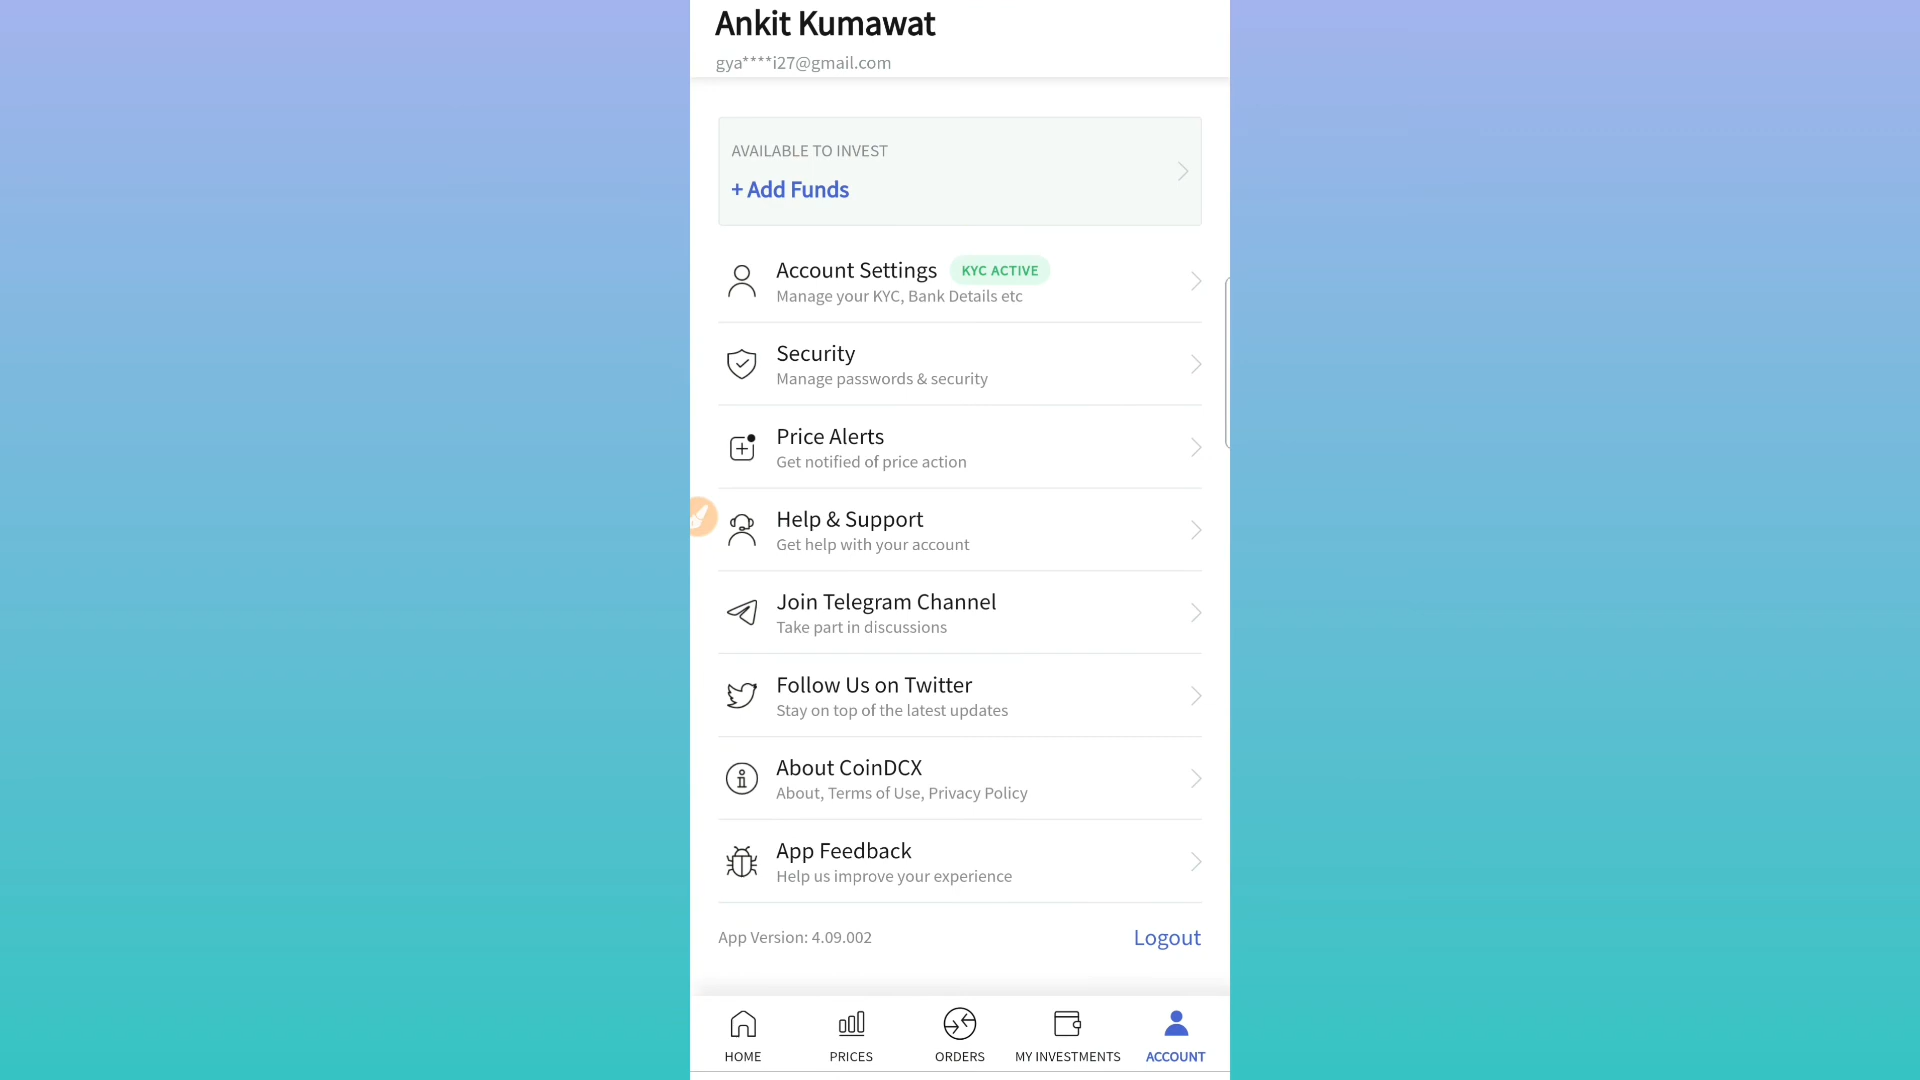 Ankit Kumawat
gya****i27@gmail.com
AVAILABLE TO INVEST
+ Add Funds
Account Settings KYC ACTIVE
Manage your KYC, Bank Details etc
Security
Manage passwords & security
Price Alerts
Get notified of price action
Help & Support
Get help with your account
Join Telegram Channel
Take part in discussions
Follow Us on Twitter
Stay on top of the latest updates
About CoinDCX
About, Terms of Use, Privacy Policy
App Feedback
Help us improve your experience
App Version: 4.09.002 Logout
HOME PRICES ORDERS MY INVESTMENTS ACCOUNT